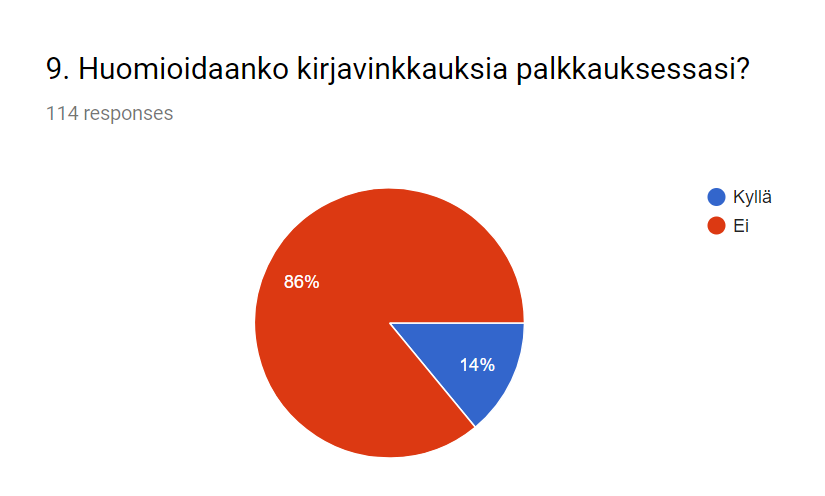 9. Huomioidaanko kirjavinkkauksia palkkauksessasi?
114 responses
Kyllä
Ei
86%
14%